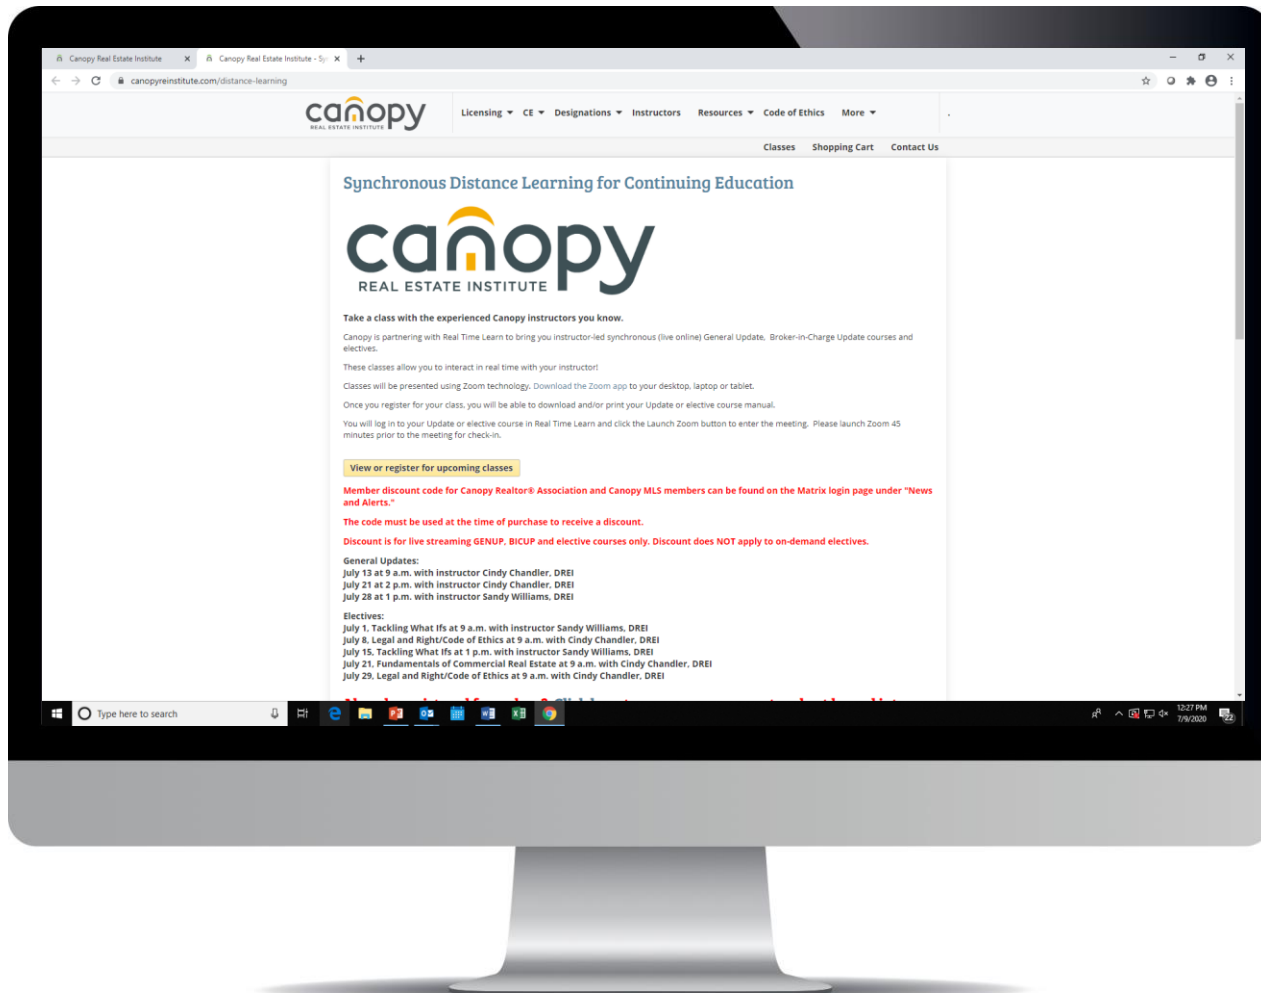 Canopy Real Estate Institute
Canopy Real Estate Institute - Sy
canopyreinstitute.com/distance-learning
canopy
REAL ESTATE INSTITUTE
Licensing CE Designations Instructors Resources Code of Ethics More
Classes Shopping Cart Contact Us
Synchronous Distance Learning for Continuing Education
canopy
REAL ESTATE INSTITUTE
Take a class with the experienced Canopy instructors you know.
Canopy is partnering with Real Time Learn to bring you instructor-led synchronous (live online) General Update, Broker-in-Charge Update courses and
electives.
These classes allow you to interact in real time with your instructor!
Classes will be presented using Zoom technology. Download the Zoom app to your desktop, laptop or tablet.
Once you register for your class, you will be able to download and/or print your Update or elective course manual.
You will log in to your Update or elective course in Real Time Learn and click the Launch Zoom button to enter the meeting. Please launch Zoom 45
minutes prior to the meeting for check-in.
View or register for upcoming classes
Member discount code for Canopy Realtor® Association and Canopy MLS members can be found on the Matrix login page under "News
and Alerts."
The code must be used at the time of purchase to receive a discount.
Discount is for live streaming GENUP, BICUP and elective courses only. Discount does NOT apply to on-demand electives.
General Updates:
July 13 at 9 a.m. with instructor Cindy Chandler, DREI
July 21 at 2 p.m. with instructor Cindy Chandler, DREI
July 28 at 1 p.m. with instructor Sandy Williams, DREI
Electives:
July 1, Tackling What Ifs at 9 a.m. with instructor Sandy Williams, DREI
July 8, Legal and Right/Code of Ethics at 9 a.m. with Cindy Chandler, DREI
July 15, Tackling What Ifs at 1 p.m. with instructor Sandy Williams, DREI
July 21, Fundamentals of Commercial Real Estate at 9 a.m. with Cindy Chandler, DREI
July 29, Legal and Right/Code of Ethics at 9 a.m. with Cindy Chandler, DREI
Type here to search
12:27 PM
7/9/2020
22